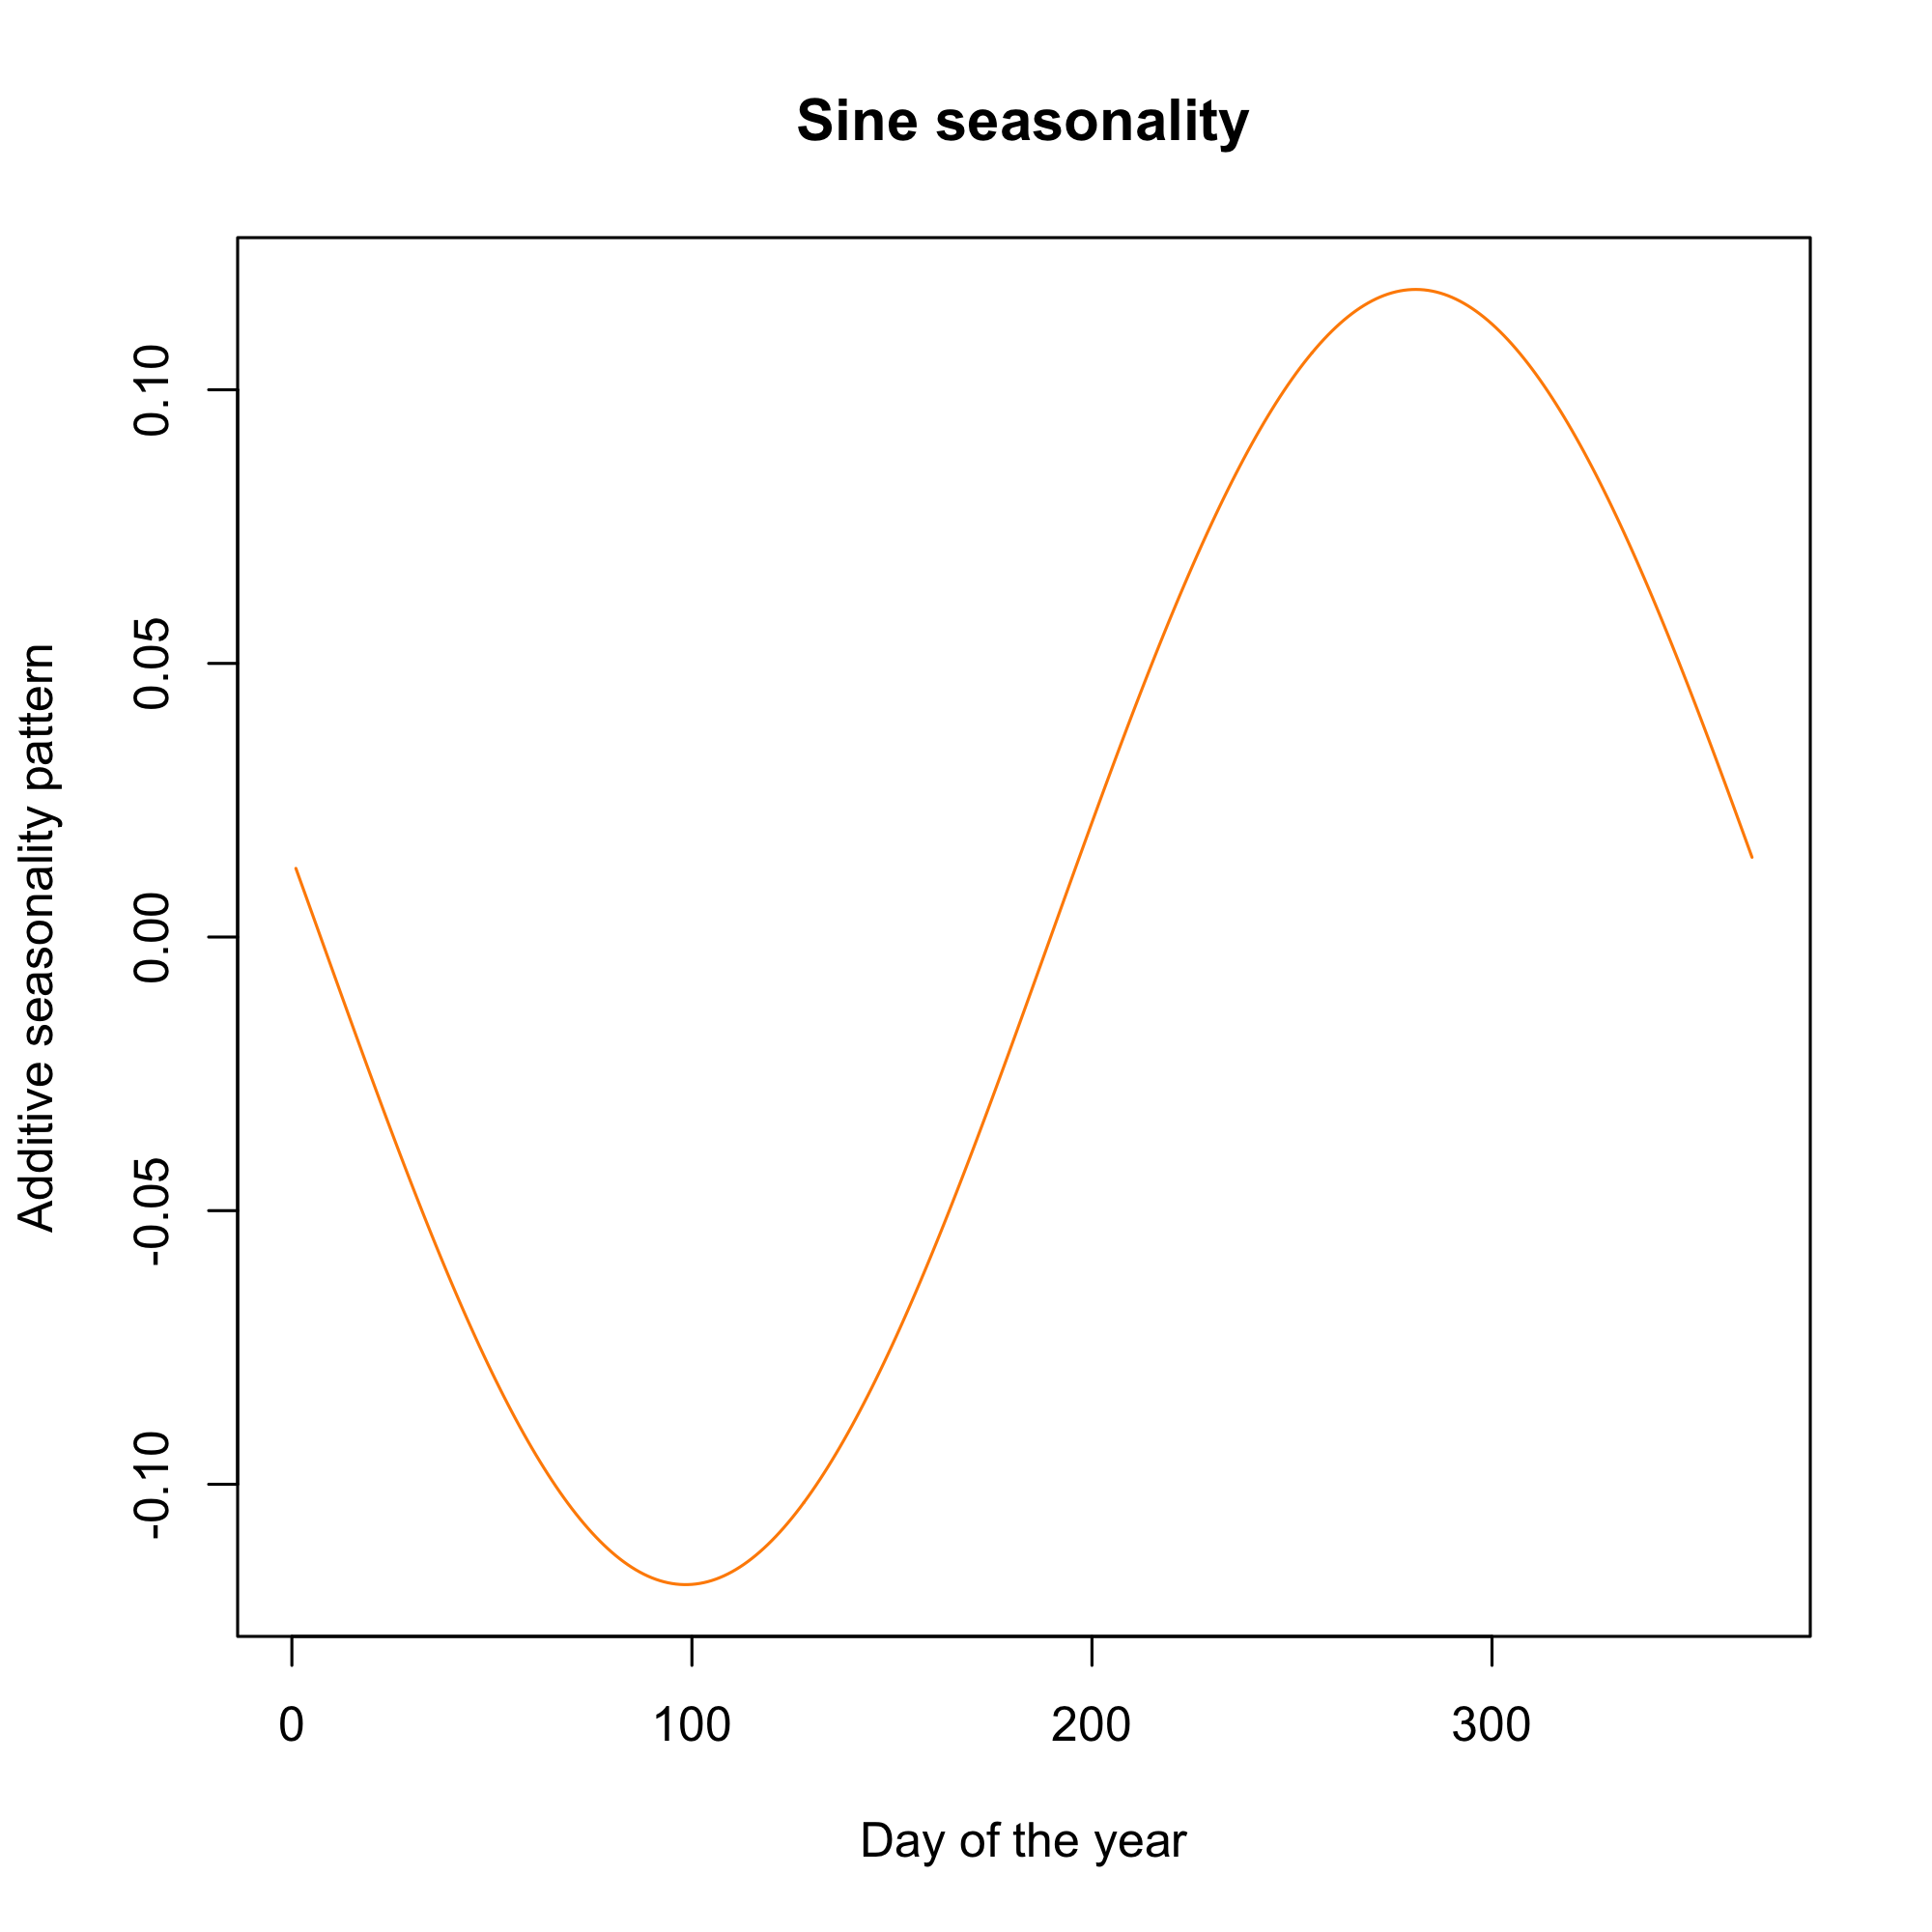 Sine seasonality
Additive seasonality pattern
0.10
0.05
0.00
-0.05
-0.10
0 100 200 300
Day of the year